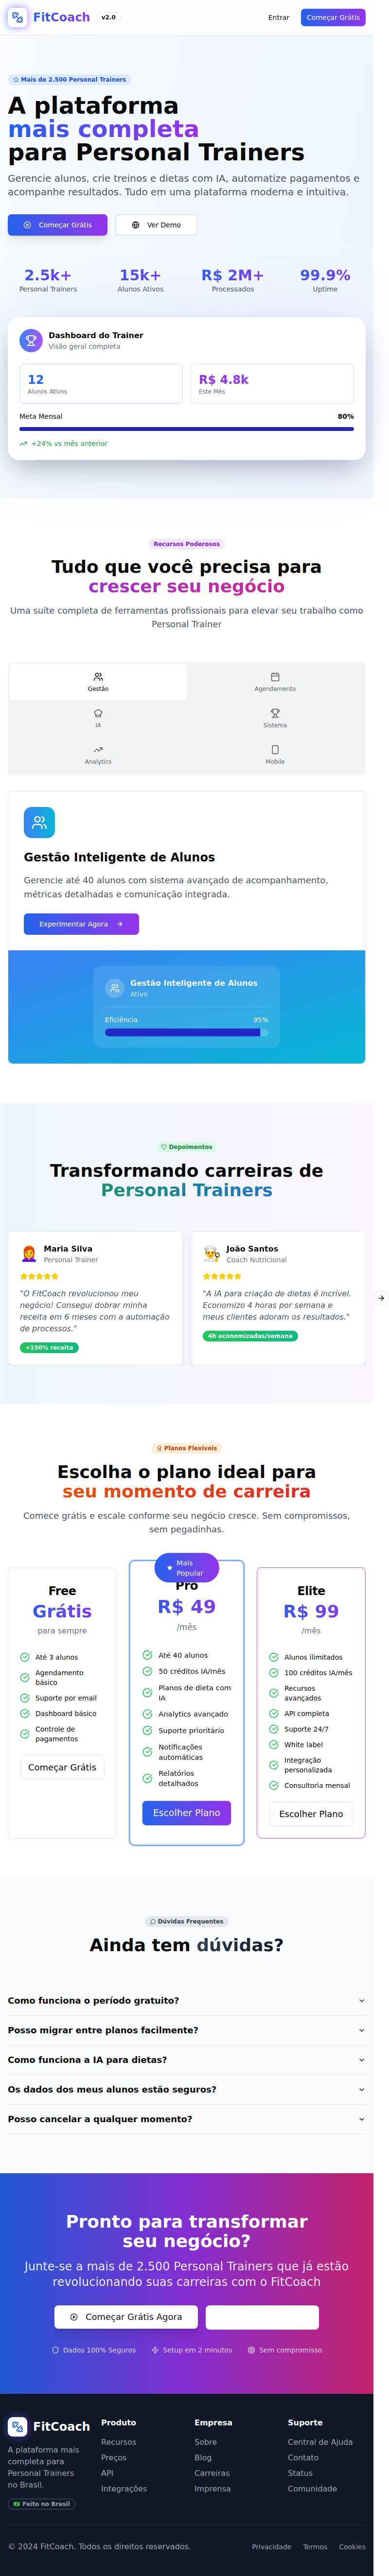 FitCoach
v2.0
Entrar
Começar Grátis
Mais de 2.500 Personal Trainers
A plataforma
mais completa
para Personal Trainers
Gerencie alunos, crie treinos e dietas com IA, automatize pagamentos e
acompanhe resultados. Tudo em uma plataforma moderna e intuitiva.
Começar Grátis
Ver Demo
2.5k+
Personal Trainers
15k+
Alunos Ativos
R$ 2M+
Processados
99.9%
Uptime
Dashboard do Trainer
Visão geral completa
12
Alunos Ativos
R$ 4.8k
Este Mês
Meta Mensal
80%
+24% vs mês anterior
Recursos Poderosos
Tudo que você precisa para
crescer seu negócio
Uma suíte completa de ferramentas profissionais para elevar seu trabalho como
Personal Trainer
Gestão
Agendamento
IA
Sistema
Analytics
Mobile
Gestão Inteligente de Alunos
Gerencie até 40 alunos com sistema avançado de acompanhamento,
métricas detalhadas e comunicação integrada.
Experimentar Agora
Gestão Inteligente de Alunos
Ativo
Eficiência
95%
Depoimentos
Transformando carreiras de
Personal Trainers
Maria Silva
Personal Trainer
"O FitCoach revolucionou meu
negócio! Consegui dobrar minha
receita em 6 meses com a automação
de processos."
+150% receita
João Santos
Coach Nutricional
"A IA para criação de dietas é incrível.
Economizo 4 horas por semana e
meus clientes adoram os resultados."
4h economizadas/semana
Planos Flexíveis
Escolha o plano ideal para
seu momento de carreira
Comece grátis e escale conforme seu negócio cresce. Sem compromissos,
sem pegadinhas.
Free
Grátis
para sempre
Até 3 alunos
Agendamento
básico
Suporte por email
Dashboard básico
Controle de
pagamentos
Começar Grátis
Mais
Popular
Pro
R$ 49
/mês
Até 40 alunos
50 créditos IA/mês
Planos de dieta com
IA
Analytics avançado
Suporte prioritário
Notificações
automáticas
Relatórios
detalhados
Escolher Plano
Elite
R$ 99
/mês
Alunos ilimitados
100 créditos IA/mês
Recursos
avançados
API completa
Suporte 24/7
White label
Integração
personalizada
Consultoria mensal
Escolher Plano
Dúvidas Frequentes
Ainda tem dúvidas?
Como funciona o período gratuito?
Posso migrar entre planos facilmente?
Como funciona a IA para dietas?
Os dados dos meus alunos estão seguros?
Posso cancelar a qualquer momento?
Pronto para transformar
seu negócio?
Junte-se a mais de 2.500 Personal Trainers que já estão
revolucionando suas carreiras com o FitCoach
Começar Grátis Agora
Dados 100% Seguros
Setup em 2 minutos
Sem compromisso
FitCoach
A plataforma mais
completa para
Personal Trainers
no Brasil.
Feito no Brasil
Produto
Recursos
Preços
API
Integrações
Empresa
Sobre
Blog
Carreiras
Imprensa
Suporte
Central de Ajuda
Contato
Status
Comunidade
© 2024 FitCoach. Todos os direitos reservados.
Privacidade
Termos
Cookies